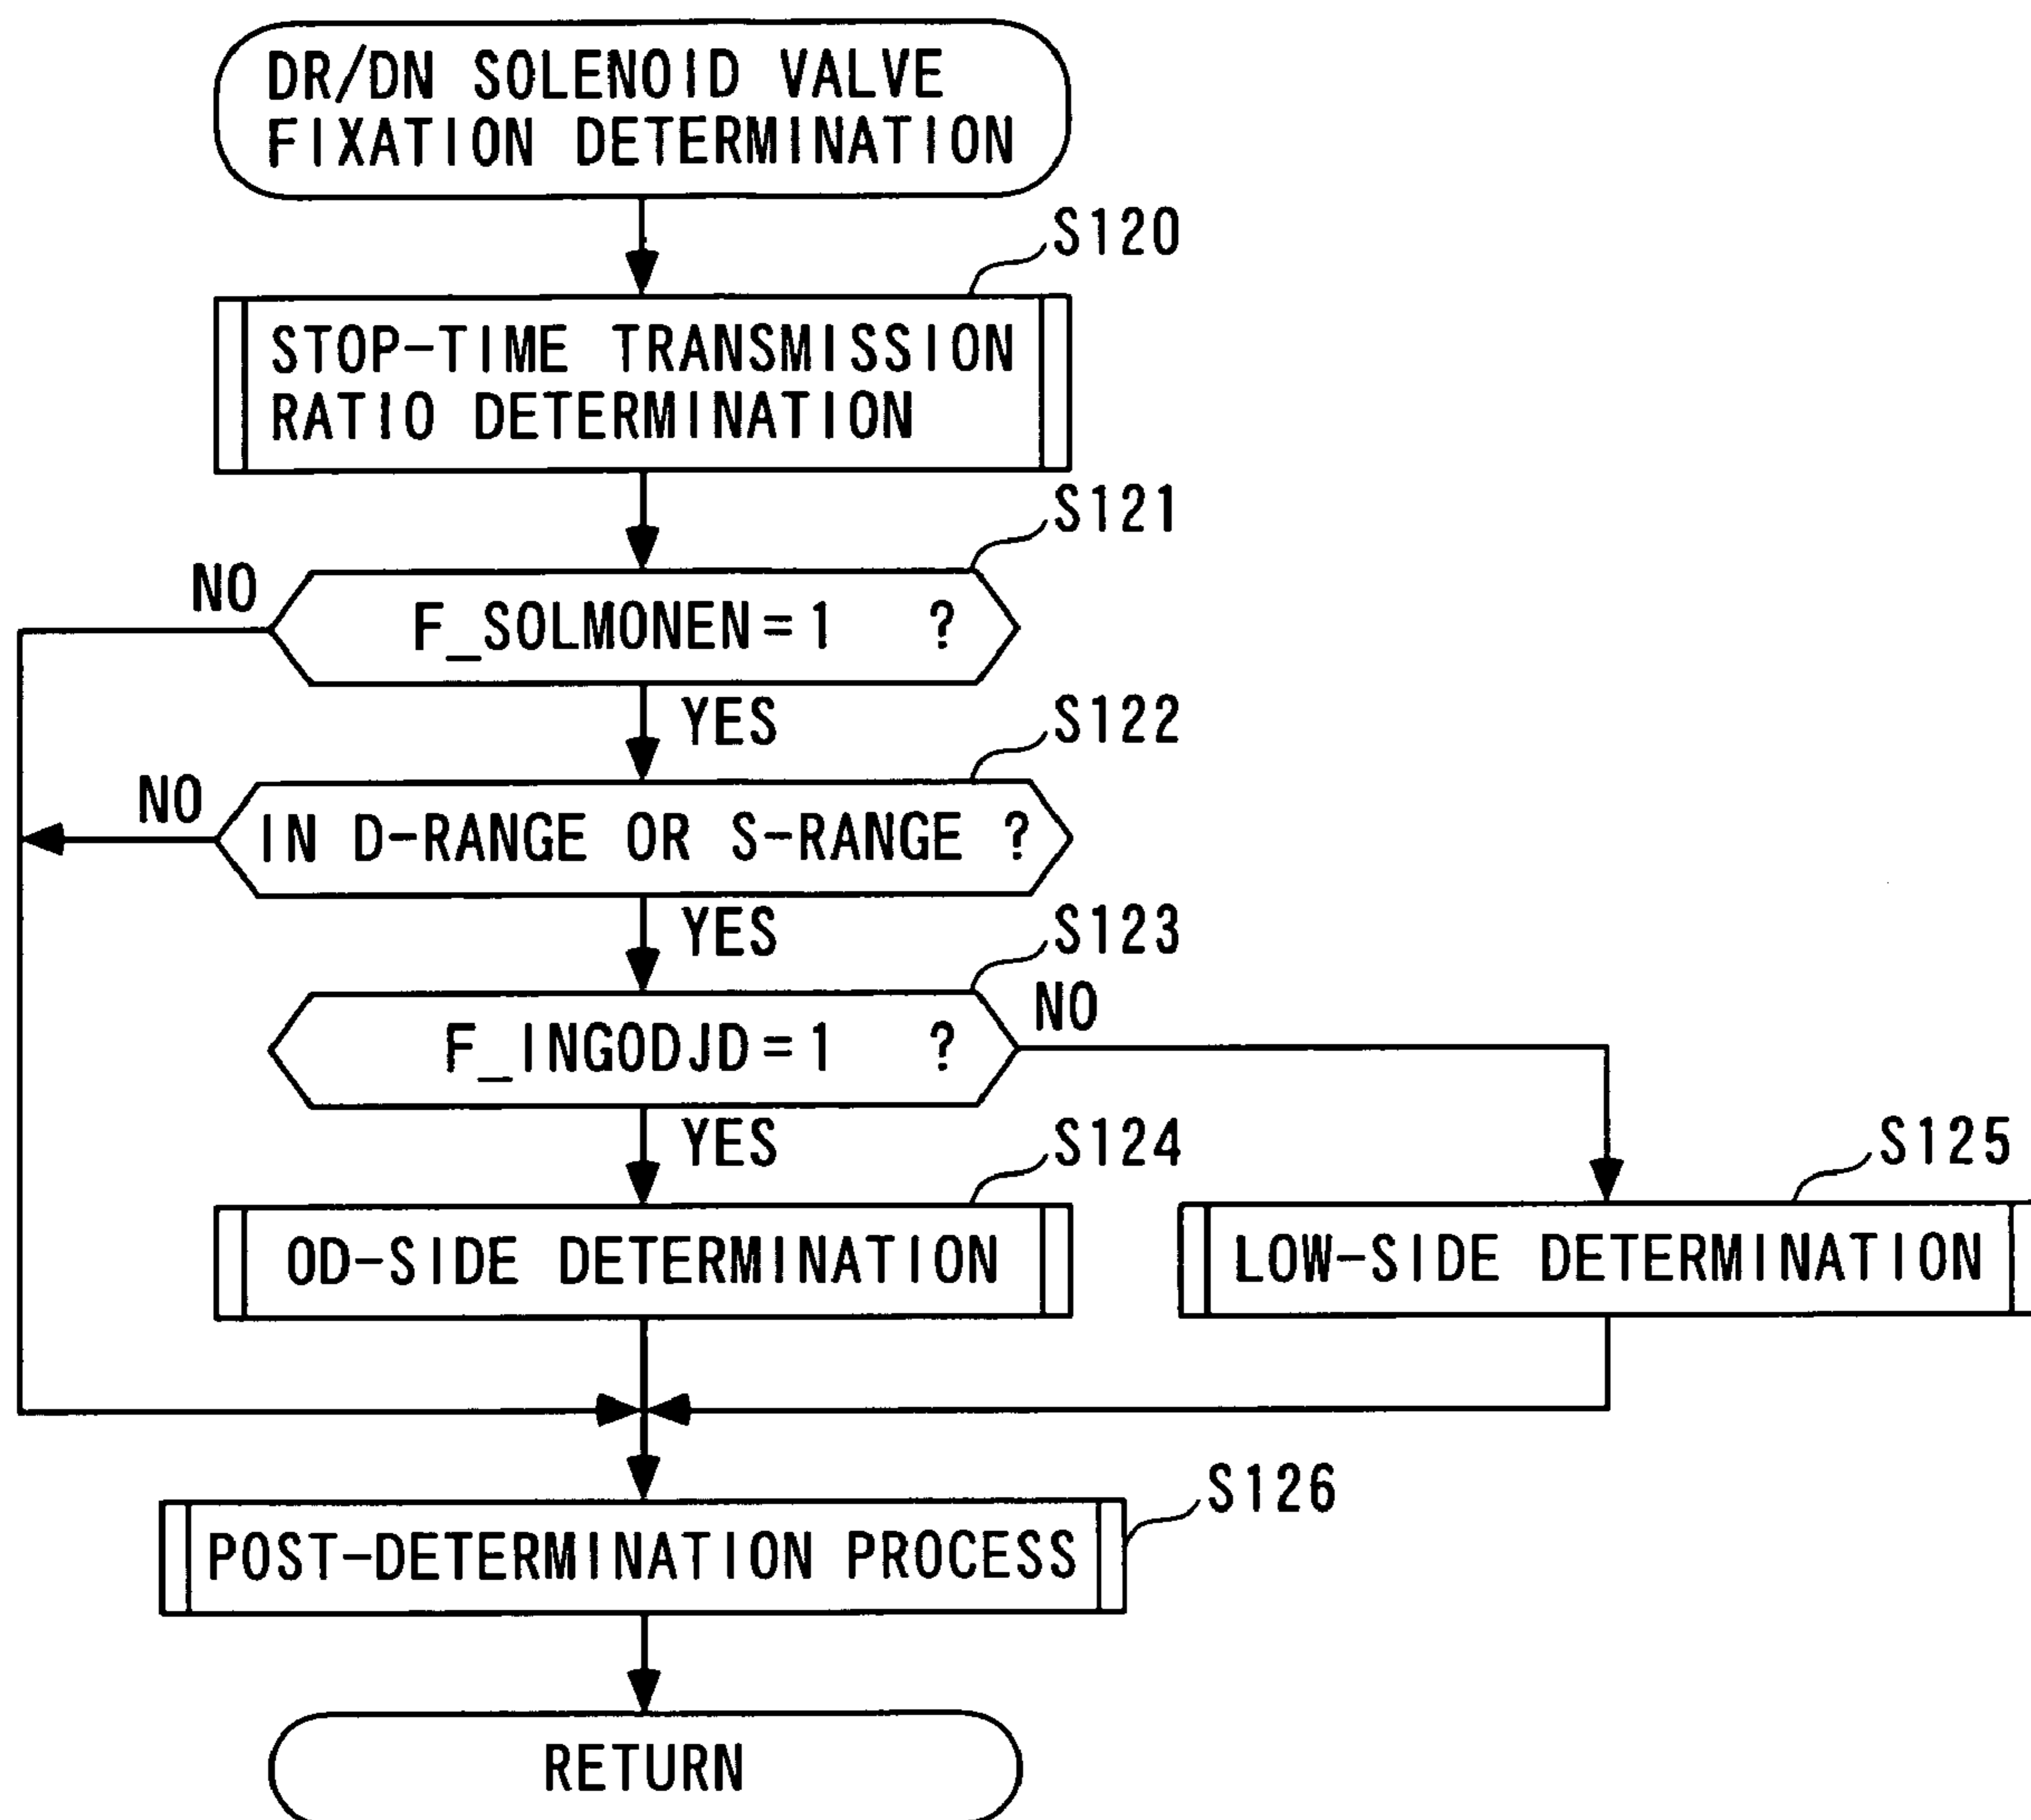 DR/DN SOLENOID VALVE
FIXATION DETERMINATION
S120
STOP-TIME TRANSMISSION
RATIO DETERMINATION
S121
NO
F_SOLMONEN=1 ?
YES
S122
NO
IN D-RANGE OR S-RANGE ?
YES
S123
NO
F_INGODJD=1 ?
YES
S124
S125
OD-SIDE DETERMINATION
LOW-SIDE DETERMINATION
S126
POST-DETERMINATION PROCESS
RETURN